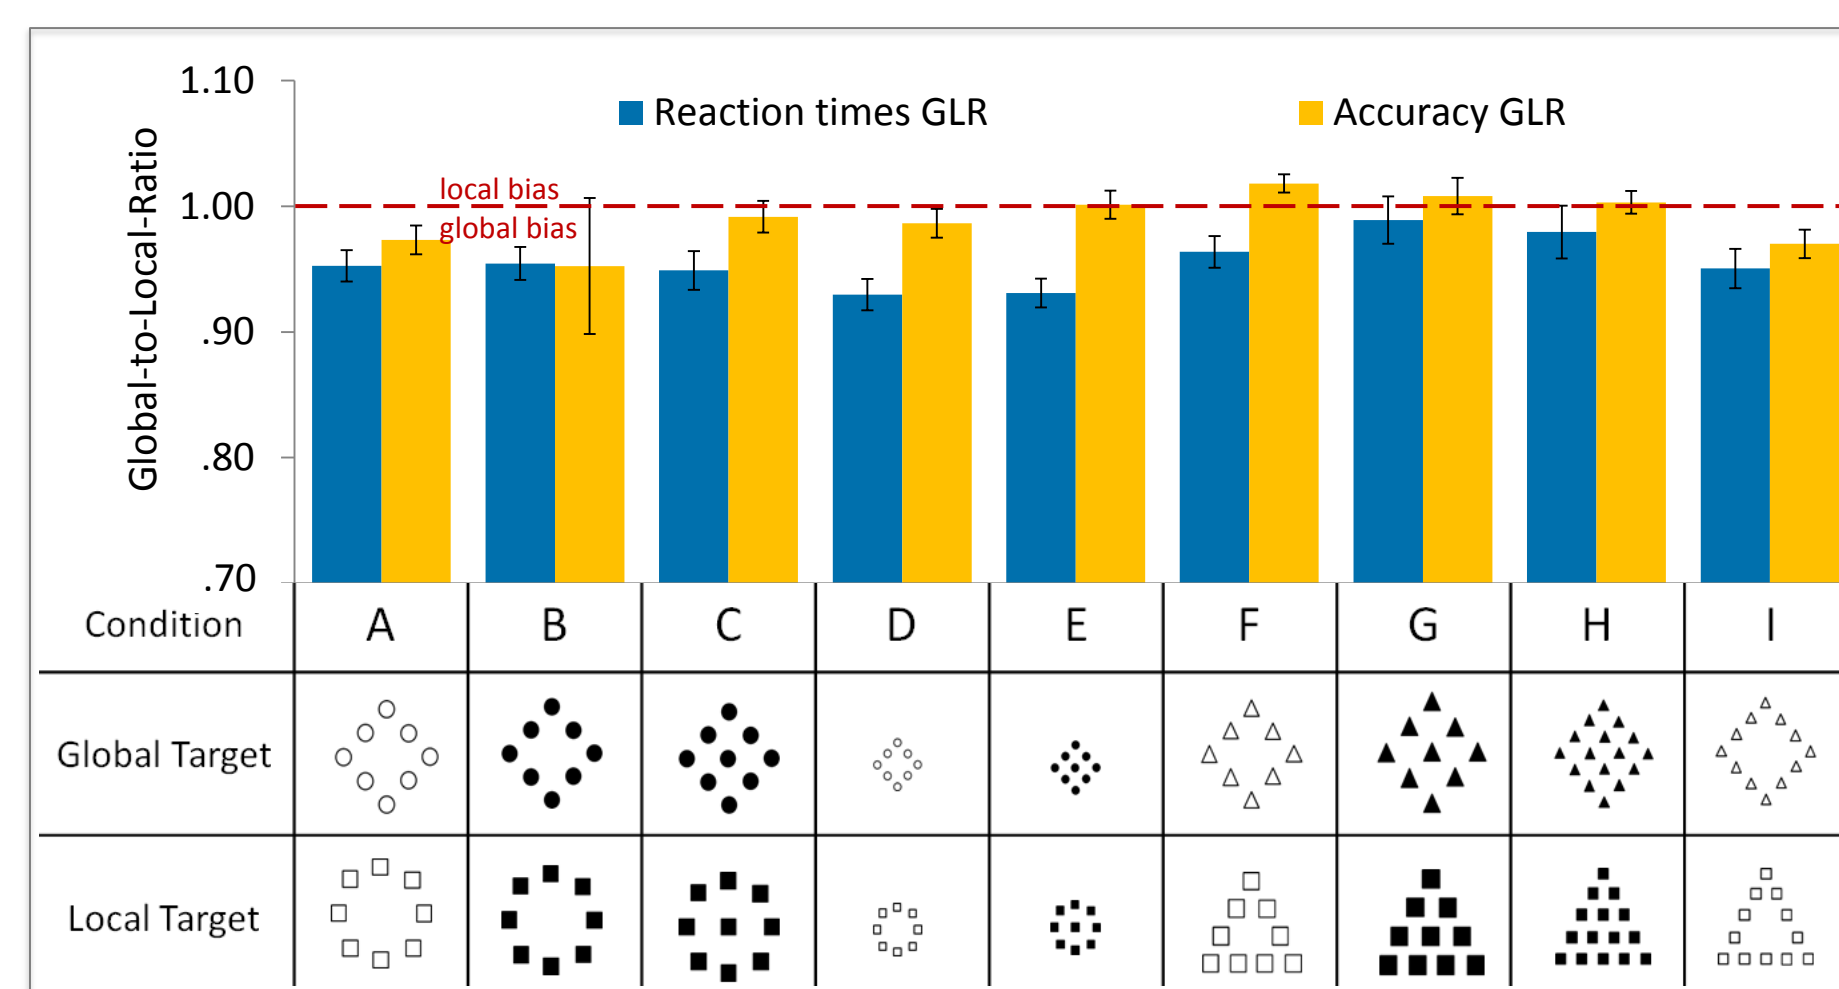 1.10
Reaction times GLR
Accuracy GLR
Global-to-Local-Ratio
local bias
1.00
global bias
.90
.80
.70
Condition A B C D E F G H I
Global Target
Local Target